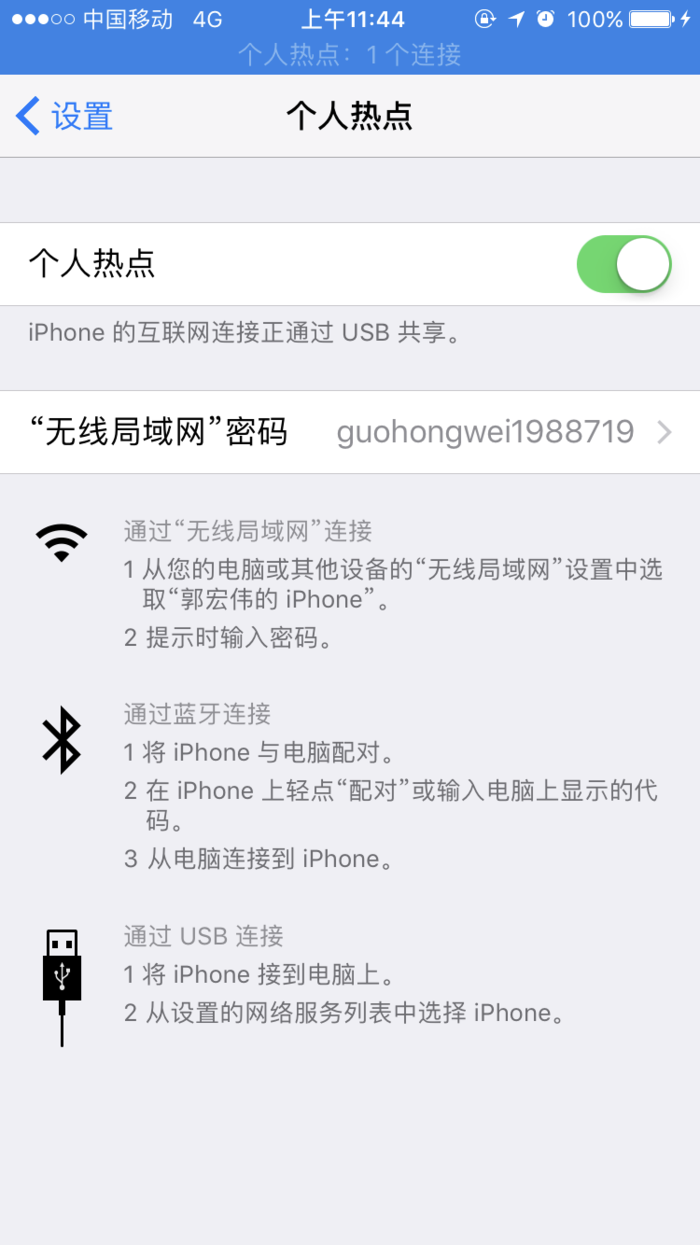 中国移动 4G 上午11:44 100%
个人热点：1 个连接
设置 个人热点
个人热点
iPhone 的互联网连接正通过 USB 共享。
“无线局域网”密码 guohongwei1988719
通过“无线局域网”连接
1 从您的电脑或其他设备的“无线局域网”设置中选
取“郭宏伟的 iPhone”。
2 提示时输入密码。
通过蓝牙连接
1 将 iPhone 与电脑配对。
2 在 iPhone 上轻点“配对”或输入电脑上显示的代
码。
3 从电脑连接到 iPhone。
通过 USB 连接
1 将 iPhone 接到电脑上。
2 从设置的网络服务列表中选择 iPhone。